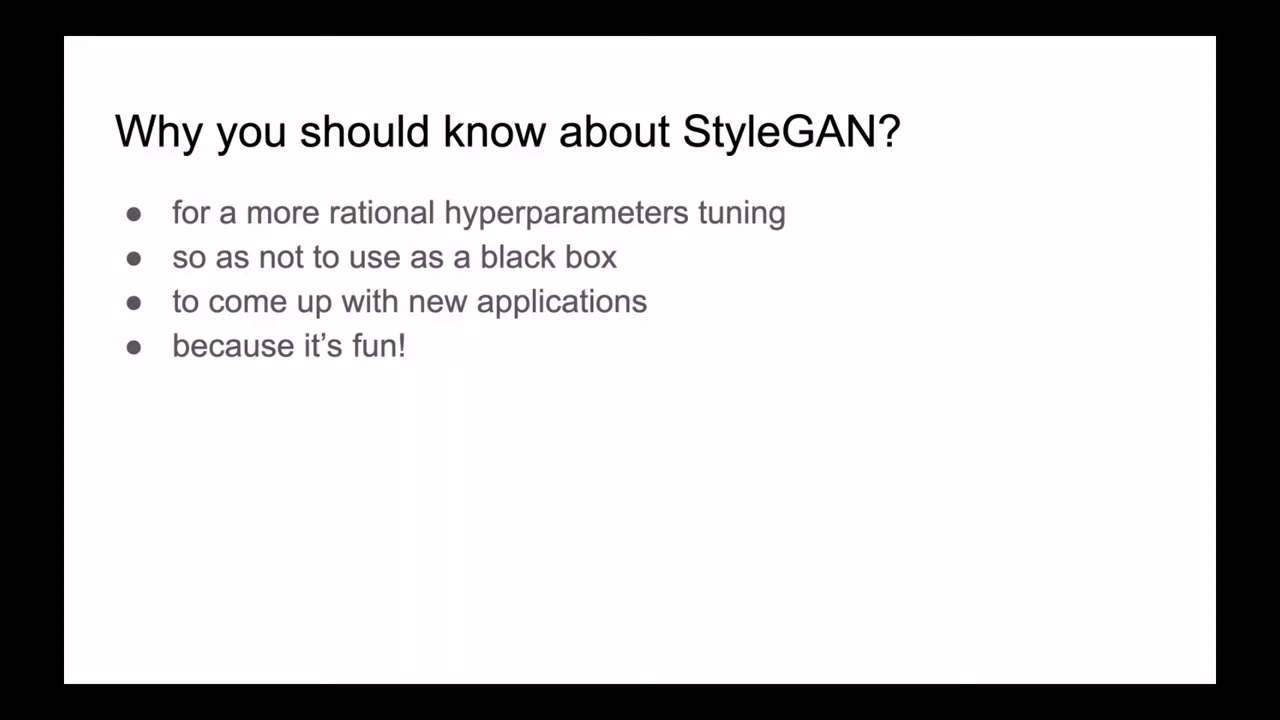 Why you should know about StyleGAN?
● for a more rational hyperparameters tuning
● so as not to use as a black box
● to come up with new applications
● because it’s fun!